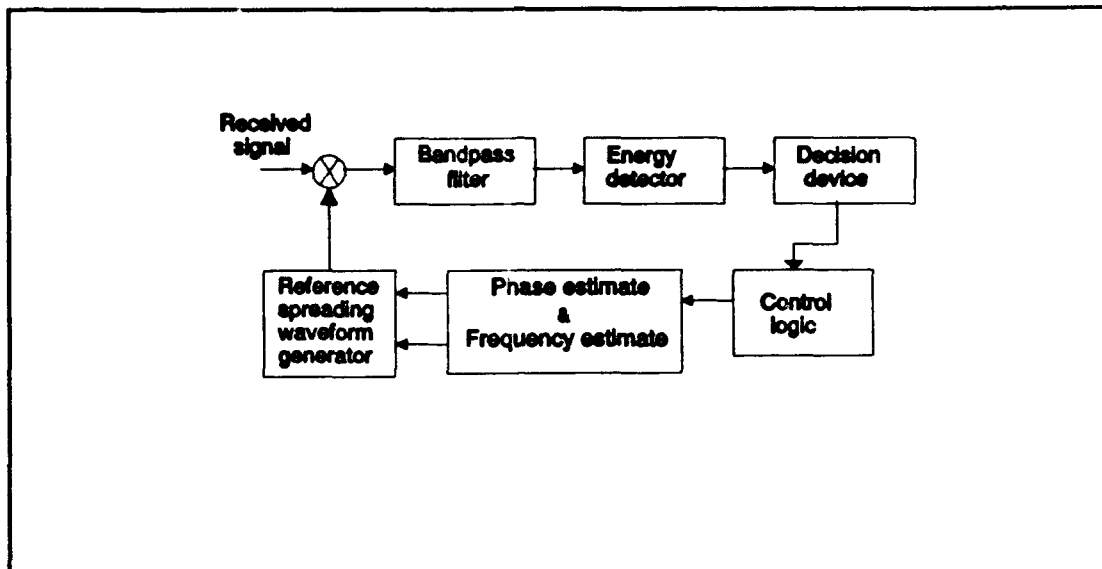 Received
signal
Bandpass
filter
Energy
detector
Decision
device
Reference
spreading
waveform
generator
Phase estimate
&
Frequency estimate
Control
logic